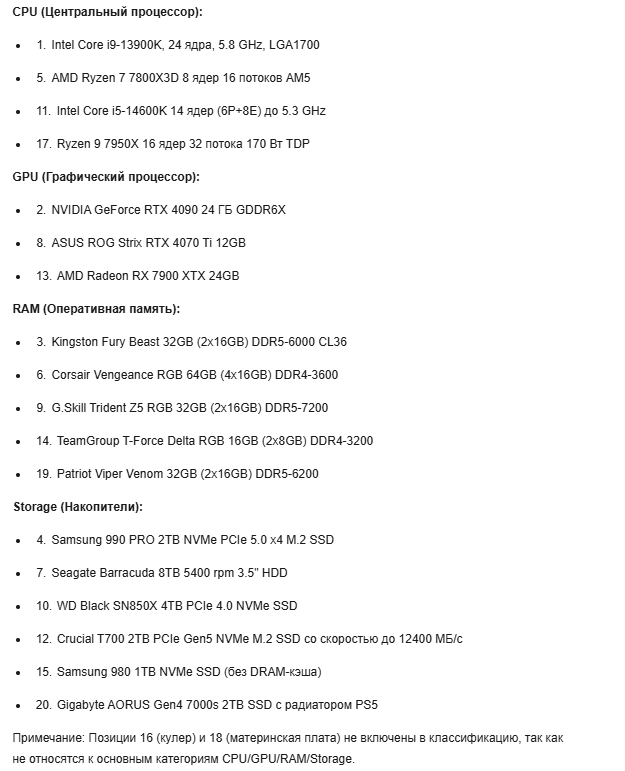 CPU (Центральный процессор):
• 1. Intel Core i9-13900K, 24 ядра, 5.8 GHz, LGA1700
• 5. AMD Ryzen 7 7800X3D 8 ядер 16 потоков AM5
• 11. Intel Core i5-14600K 14 ядер (6P+8E) до 5.3 GHz
• 17. Ryzen 9 7950X 16 ядер 32 потока 170 Вт TDP
GPU (Графический процессор):
• 2. NVIDIA GeForce RTX 4090 24 ГБ GDDR6X
• 8. ASUS ROG Strix RTX 4070 Ti 12GB
• 13. AMD Radeon RX 7900 XTX 24GB
RAM (Оперативная память):
• 3. Kingston Fury Beast 32GB (2x16GB) DDR5-6000 CL36
• 6. Corsair Vengeance RGB 64GB (4x16GB) DDR4-3600
• 9. G.Skill Trident Z5 RGB 32GB (2x16GB) DDR5-7200
• 14. TeamGroup T-Force Delta RGB 16GB (2x8GB) DDR4-3200
• 19. Patriot Viper Venom 32GB (2x16GB) DDR5-6200
Storage (Накопители):
• 4. Samsung 990 PRO 2TB NVMe PCIe 5.0 x4 M.2 SSD
• 7. Seagate Barracuda 8TB 5400 rpm 3.5" HDD
• 10. WD Black SN850X 4TB PCIe 4.0 NVMe SSD
• 12. Crucial T700 2TB PCIe Gen5 NVMe M.2 SSD со скоростью до 12400 МБ/с
• 15. Samsung 980 1TB NVMe SSD (без DRAM-кэша)
• 20. Gigabyte AORUS Gen4 7000s 2TB SSD с радиатором PS5
Примечание: Позиции 16 (кулер) и 18 (материнская плата) не включены в классификацию, так как
не относятся к основным категориям CPU/GPU/RAM/Storage.